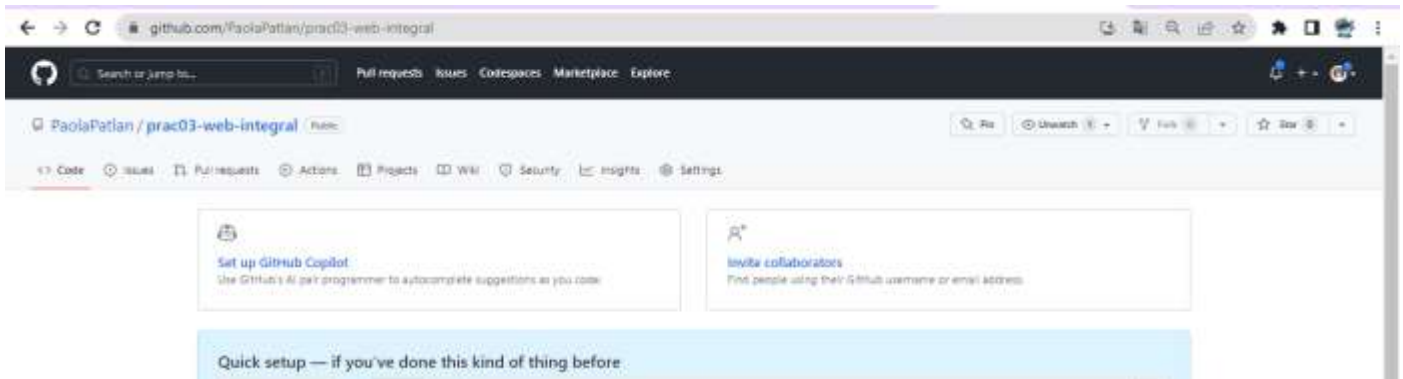 github.com/PaolaPatlan/prac03-web-integral
Search or jump to...
Pull requests Issues Codespaces Marketplace Explore
PaolaPatlan / prac03-web-integral Public
Pin Unwatch 1 Fork 0 Star 0
Code Issues Pull requests Actions Projects Wiki Security Insights Settings
Set up GitHub Copilot
Use GitHub's AI pair programmer to autocomplete suggestions as you code.
Invite collaborators
Find people using their GitHub username or email address.
Quick setup — if you've done this kind of thing before